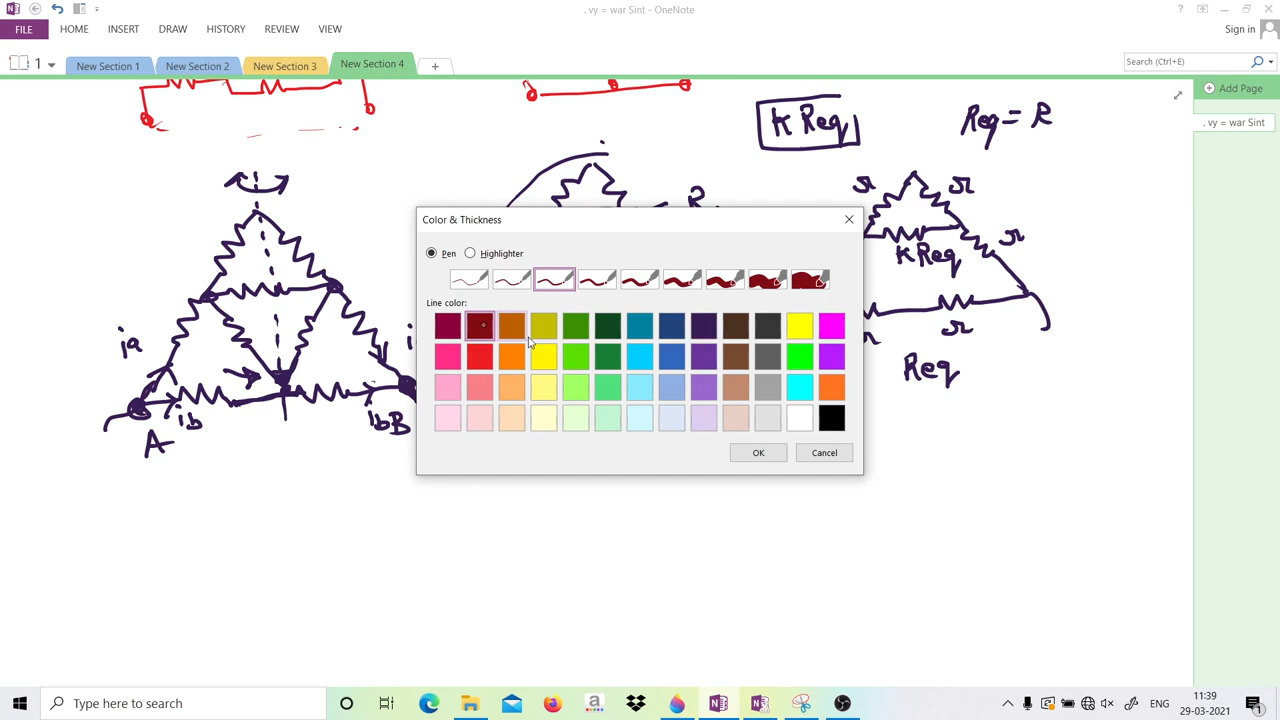 . vy = war Sint - OneNote
FILE HOME INSERT DRAW HISTORY REVIEW VIEW
Sign in
1 New Section 1 New Section 2 New Section 3 New Section 4
Search (Ctrl+E)
Add Page
. vy = war Sint
K Req
Req = R
K Req
Req
ia
ib
ib B
A
Color & Thickness
Pen Highlighter
Line color:
OK Cancel
Type here to search
ENG
11:39
29-03-2021